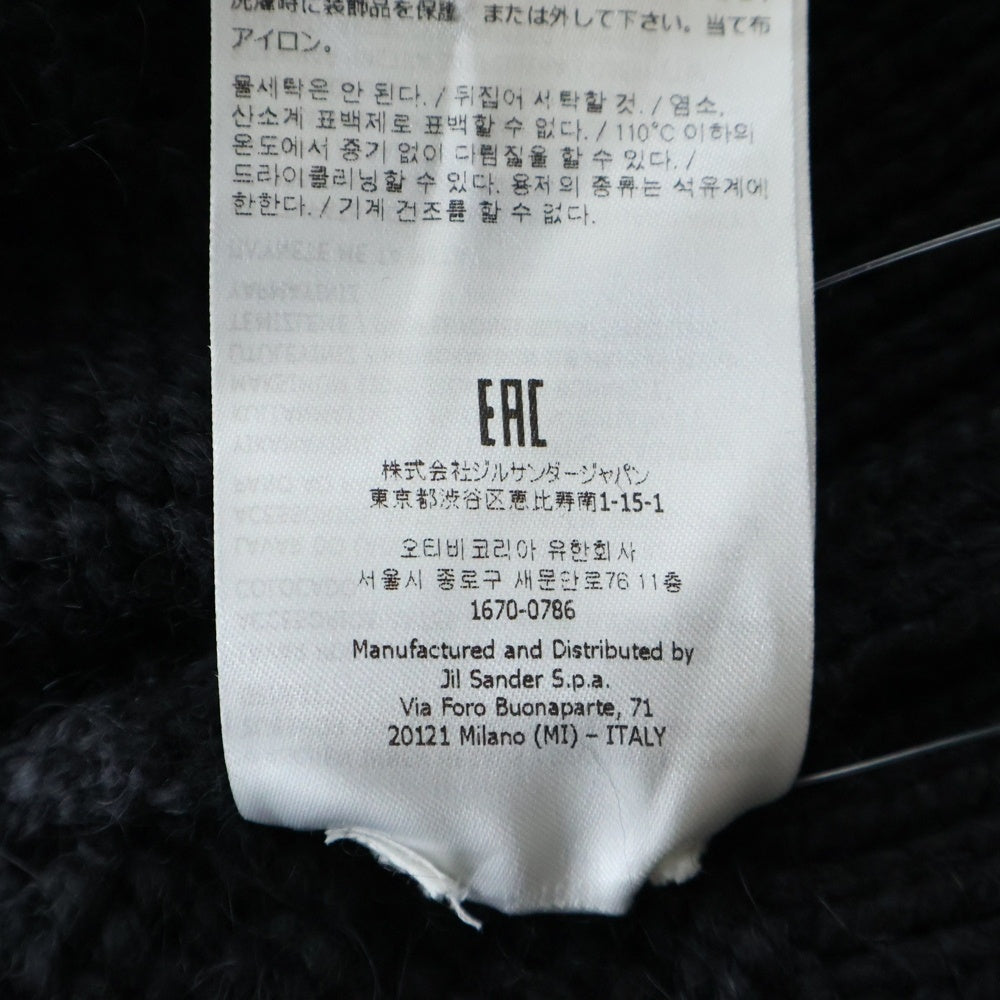 洗濯時に装飾品を保護、または外して下さい。当て布
アイロン。
물세탁은 안 된다. / 뒤집어 세탁할 것. / 염소,
산소계 표백제로 표백할 수 없다. / 110°C 이하의
온도에서 증기 없이 다림질을 할 수 있다. /
드라이클리닝할 수 있다. 용제의 종류는 석유계에
한한다. / 기계 건조를 할 수 없다.
EAC
株式会社ジルサンダージャパン
東京都渋谷区恵比寿南1-15-1
오티비코리아 유한회사
서울시 종로구 새문안로76 11층
1670-0786
Manufactured and Distributed by
Jil Sander S.p.a.
Via Foro Buonaparte, 71
20121 Milano (MI) – ITALY